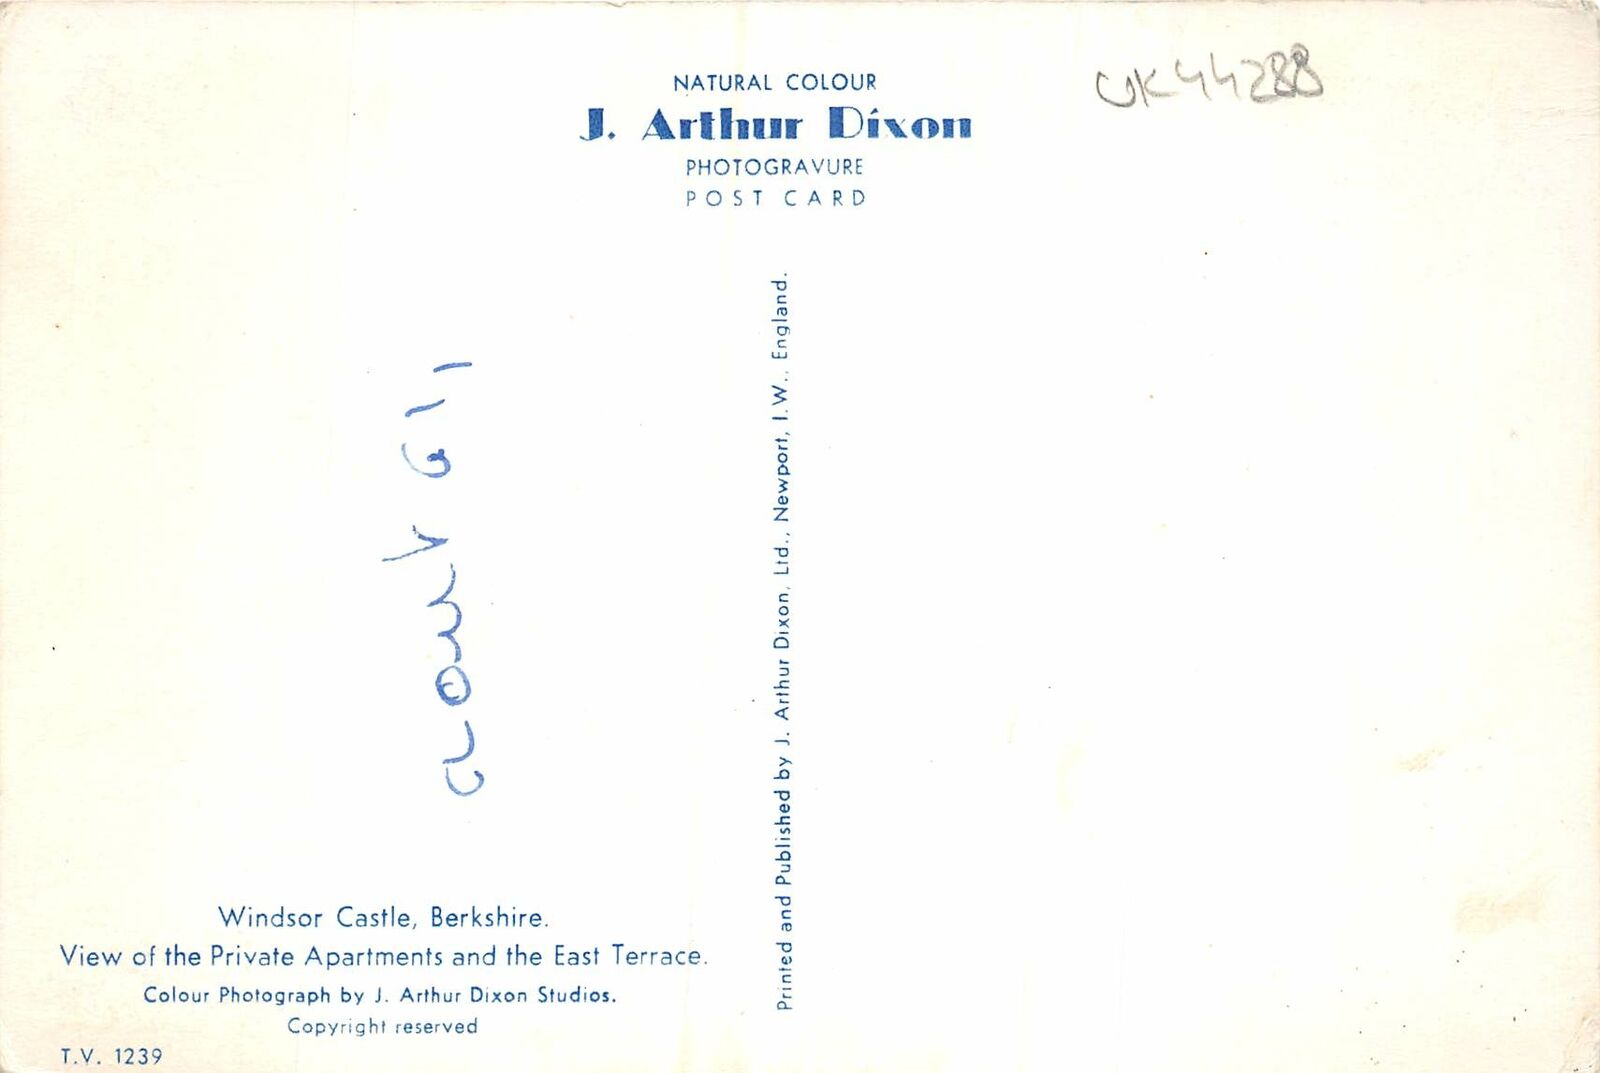 NATURAL COLOUR
J. Arthur Dixon
PHOTOGRAVURE
POST CARD
UK44288
Printed and Published by J. Arthur Dixon, Ltd., Newport, I.W., England.
Windsor Castle, Berkshire.
View of the Private Apartments and the East Terrace.
Colour Photograph by J. Arthur Dixon Studios.
Copyright reserved
T.V. 1239